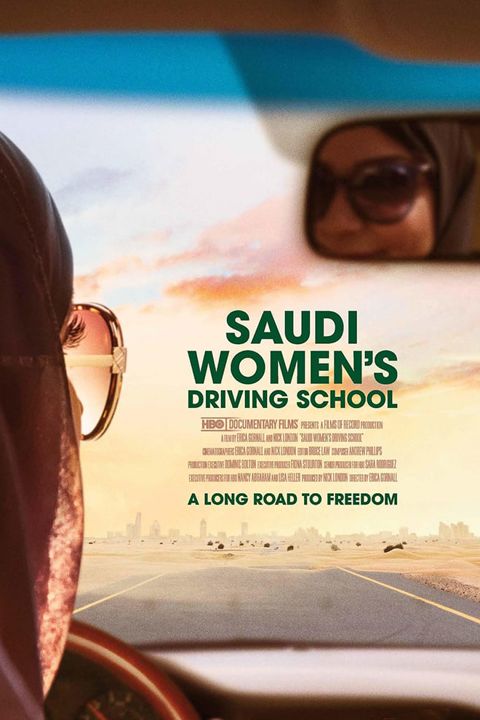 SAUDI
WOMEN'S
DRIVING SCHOOL
HBO DOCUMENTARY FILMS PRESENTS A FILMS OF RECORD PRODUCTION
A FILM BY ERICA GORNALL AND NICK LONDON "SAUDI WOMEN'S DRIVING SCHOOL"
CINEMATOGRAPHERS ERICA GORNALL AND NICK LONDON EDITOR BRUCE LAW COMPOSER ANDREW PHILLIPS
PRODUCTION EXECUTIVE DOMINIC BOLTON EXECUTIVE PRODUCER FIONA STOURTON SENIOR PRODUCER FOR HBO SARA RODRIGUEZ
EXECUTIVE PRODUCERS FOR HBO NANCY ABRAHAM AND LISA HELLER PRODUCED BY NICK LONDON DIRECTED BY ERICA GORNALL
A LONG ROAD TO FREEDOM